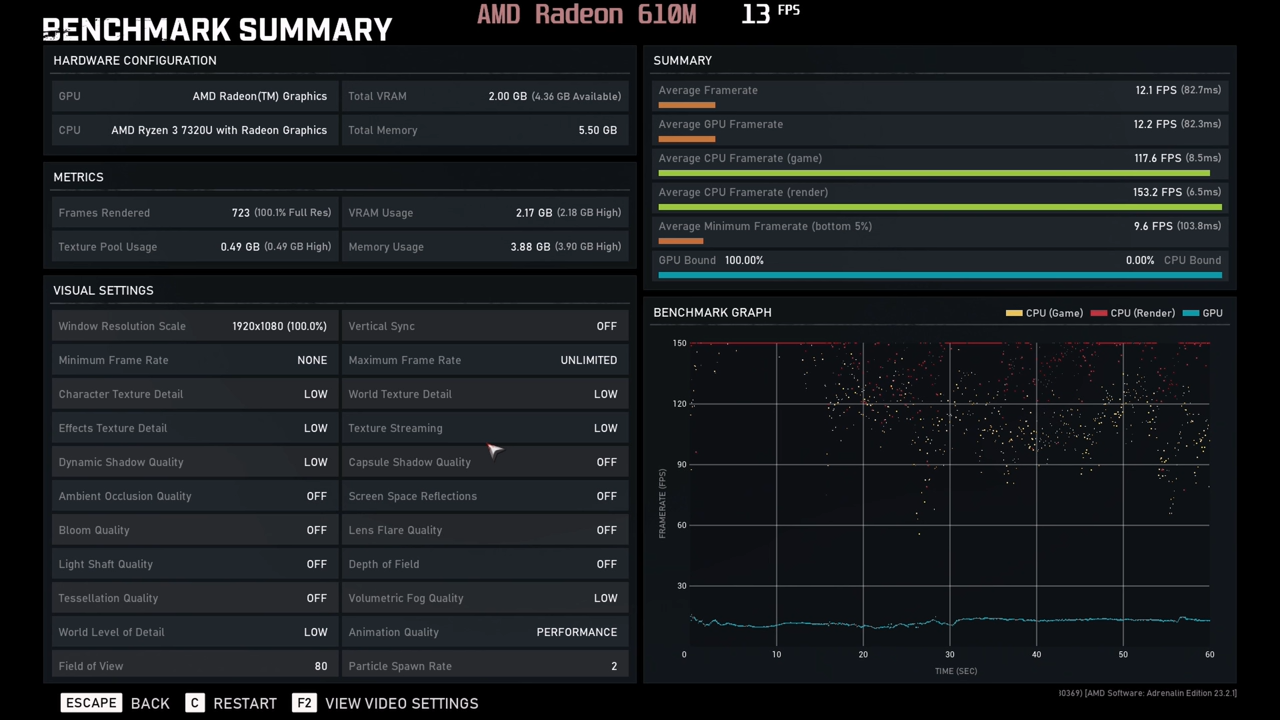 AMD Radeon 610M 13 FPS
BENCHMARK SUMMARY
HARDWARE CONFIGURATION
GPU AMD Radeon(TM) Graphics
Total VRAM 2.00 GB (4.36 GB Available)
CPU AMD Ryzen 3 7320U with Radeon Graphics
Total Memory 5.50 GB
METRICS
Frames Rendered 723 (100.1% Full Res)
VRAM Usage 2.17 GB (2.18 GB High)
Texture Pool Usage 0.49 GB (0.49 GB High)
Memory Usage 3.88 GB (3.90 GB High)
VISUAL SETTINGS
Window Resolution Scale 1920x1080 (100.0%)
Vertical Sync OFF
Minimum Frame Rate NONE
Maximum Frame Rate UNLIMITED
Character Texture Detail LOW
World Texture Detail LOW
Effects Texture Detail LOW
Texture Streaming LOW
Dynamic Shadow Quality LOW
Capsule Shadow Quality OFF
Ambient Occlusion Quality OFF
Screen Space Reflections OFF
Bloom Quality OFF
Lens Flare Quality OFF
Light Shaft Quality OFF
Depth of Field OFF
Tessellation Quality OFF
Volumetric Fog Quality LOW
World Level of Detail LOW
Animation Quality PERFORMANCE
Field of View 80
Particle Spawn Rate 2
SUMMARY
Average Framerate 12.1 FPS (82.7ms)
Average GPU Framerate 12.2 FPS (82.3ms)
Average CPU Framerate (game) 117.6 FPS (8.5ms)
Average CPU Framerate (render) 153.2 FPS (6.5ms)
Average Minimum Framerate (bottom 5%) 9.6 FPS (103.8ms)
GPU Bound 100.00% 0.00% CPU Bound
BENCHMARK GRAPH
CPU (Game) CPU (Render) GPU
150
120
90
60
30
FRAMERATE (FPS)
0 10 20 30 40 50 60
TIME (SEC)
ESCAPE BACK C RESTART F2 VIEW VIDEO SETTINGS
10369) [AMD Software: Adrenalin Edition 23.2.1]